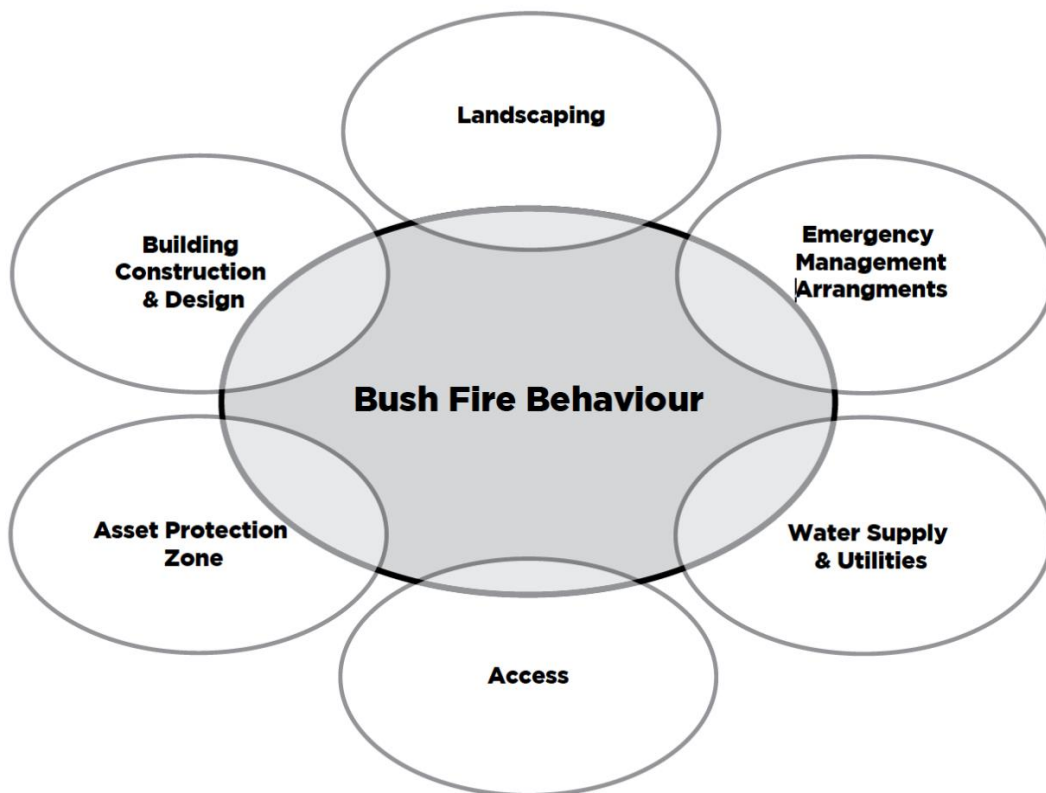 Landscaping
Building
Construction
& Design
Emergency
Management
Arrangments
Bush Fire Behaviour
Asset Protection
Zone
Water Supply
& Utilities
Access